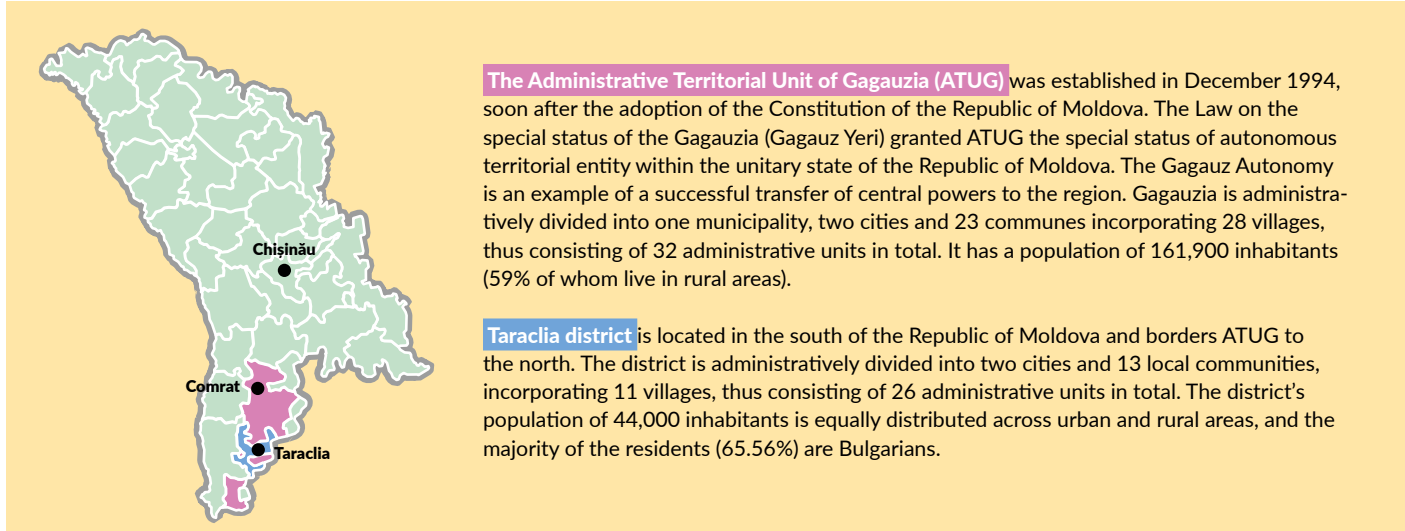 Chișinău
Comrat
Taraclia
The Administrative Territorial Unit of Gagauzia (ATUG) was established in December 1994,
soon after the adoption of the Constitution of the Republic of Moldova. The Law on the
special status of the Gagauzia (Gagauz Yeri) granted ATUG the special status of autonomous
territorial entity within the unitary state of the Republic of Moldova. The Gagauz Autonomy
is an example of a successful transfer of central powers to the region. Gagauzia is administra-
tively divided into one municipality, two cities and 23 communes incorporating 28 villages,
thus consisting of 32 administrative units in total. It has a population of 161,900 inhabitants
(59% of whom live in rural areas).
Taraclia district is located in the south of the Republic of Moldova and borders ATUG to
the north. The district is administratively divided into two cities and 13 local communities,
incorporating 11 villages, thus consisting of 26 administrative units in total. The district’s
population of 44,000 inhabitants is equally distributed across urban and rural areas, and the
majority of the residents (65.56%) are Bulgarians.